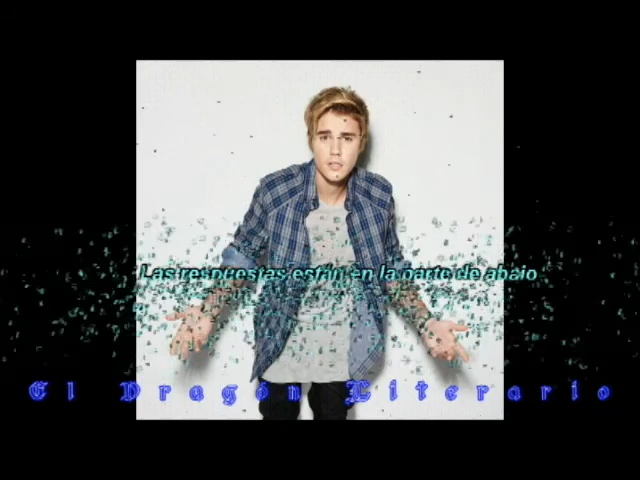 Las respuestas están en la parte de abajo
El Dragón Literario